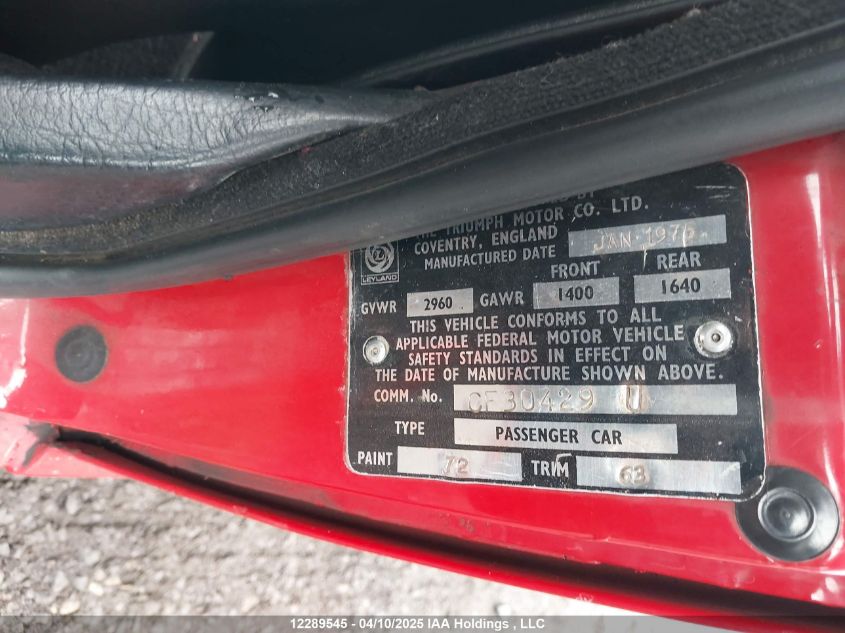 BY
TRIUMPH MOTOR CO. LTD.
COVENTRY, ENGLAND
MANUFACTURED DATE JAN 1975
LEYLAND
FRONT REAR
GVWR 2960 GAWR 1400 1640
THIS VEHICLE CONFORMS TO ALL
APPLICABLE FEDERAL MOTOR VEHICLE
SAFETY STANDARDS IN EFFECT ON
THE DATE OF MANUFACTURE SHOWN ABOVE.
COMM. No. CF30429 U
TYPE PASSENGER CAR
PAINT 72 TRIM 63
12289545 - 04/10/2025 IAA Holdings, LLC